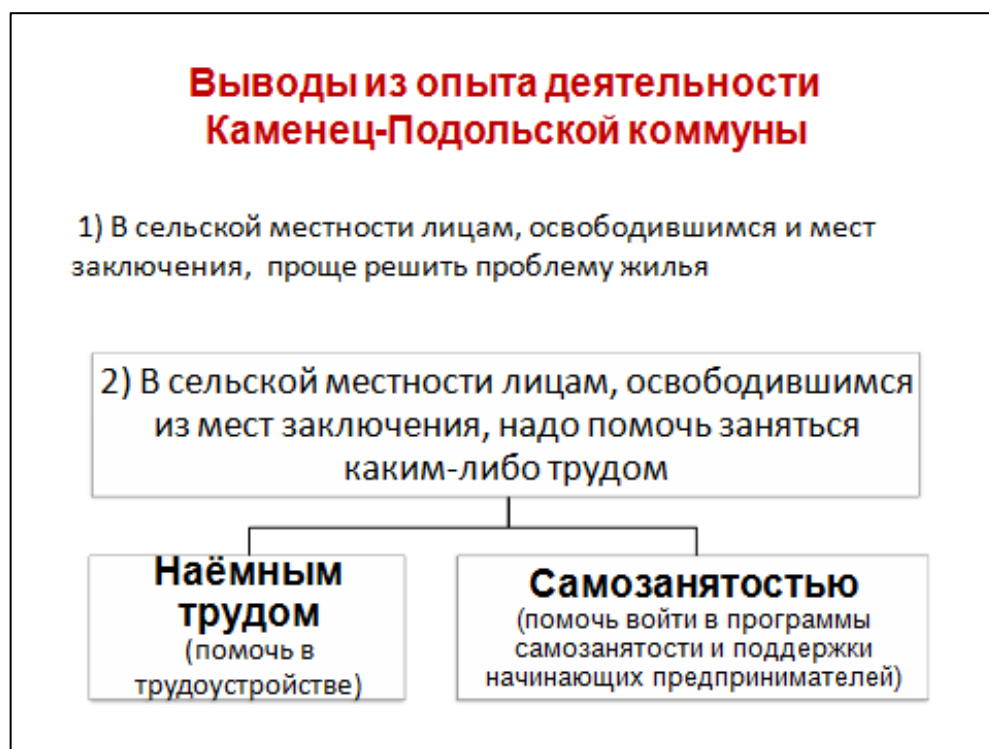 Выводы из опыта деятельности
Каменец-Подольской коммуны
1) В сельской местности лицам, освободившимся и мест
заключения, проще решить проблему жилья
2) В сельской местности лицам, освободившимся
из мест заключения, надо помочь заняться
каким-либо трудом
Наёмным
трудом
(помочь в
трудоустройстве)
Самозанятостью
(помочь войти в программы
самозанятости и поддержки
начинающих предпринимателей)